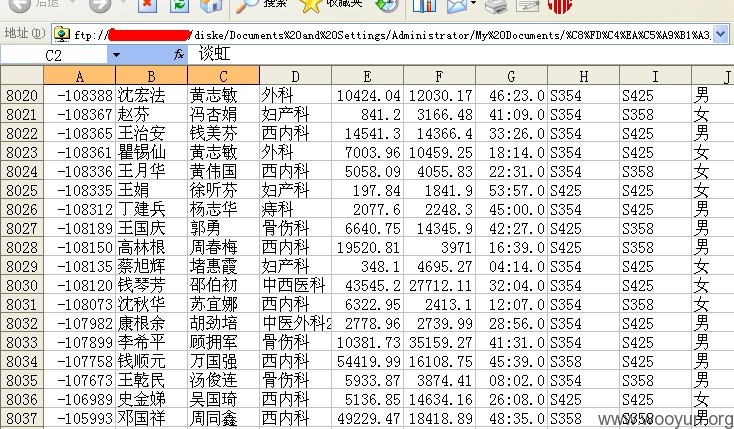 后退 搜索 收藏夹
地址(D) ftp:// /diske/Documents%20and%20Settings/Administrator/My%20Documents/%C8%FD%C4%EA%C5%A9%B1%A3
C2 fx 谈虹
A B C D E F G H I J
8020 -108388 沈宏法 黄志敏 外科 10424.04 12030.17 46:23.0 S354 S425 男
8021 -108367 赵芬 冯杏娟 妇产科 841.2 3166.48 41:09.0 S354 S358 女
8022 -108365 王治安 钱美芬 西内科 14541.3 14366.4 33:26.0 S354 S425 男
8023 -108361 瞿锡仙 黄志敏 外科 7003.96 10459.25 18:14.0 S354 S425 女
8024 -108336 王月华 黄伟国 西内科 5058.09 4055.83 22:31.0 S354 S358 女
8025 -108335 王娟 徐听芬 妇产科 197.84 1841.9 53:57.0 S425 S425 女
8026 -108312 丁建兵 杨志华 痔科 2077.6 2248.3 45:00.0 S354 S358 男
8027 -108189 王国庆 郭勇 骨伤科 6640.75 14345.9 42:27.0 S425 S358 男
8028 -108150 高林根 周春梅 西内科 19520.81 3971 16:39.0 S425 S425 男
8029 -108135 蔡旭辉 堵惠霞 妇产科 348.1 4695.27 04:14.0 S354 S358 女
8030 -108120 钱琴芳 邵伯初 中西医科 43545.2 27712.11 32:04.0 S354 S425 女
8031 -108073 沈秋华 苏宜娜 西内科 6322.95 2413.1 12:07.0 S354 S358 女
8032 -107982 康根余 胡劲培 中医外科2 2778.96 2739.99 28:56.0 S354 S425 男
8033 -107899 李希平 顾拥军 骨伤科 10381.73 35159.27 41:31.0 S354 S358 男
8034 -107758 钱顺元 万国强 西内科 54419.99 16108.75 45:39.0 S358 S358 男
8035 -107673 王乾民 汤俊连 骨伤科 5933.87 3874.41 08:02.0 S354 S358 男
8036 -106989 史金娣 吴国琦 西内科 5136.85 14634.16 26:08.0 S425 S425 女
8037 -105993 邓国祥 周同鑫 西内科 49229.47 18418.89 48:35.0 S358 S358 男
www.wooyun.org